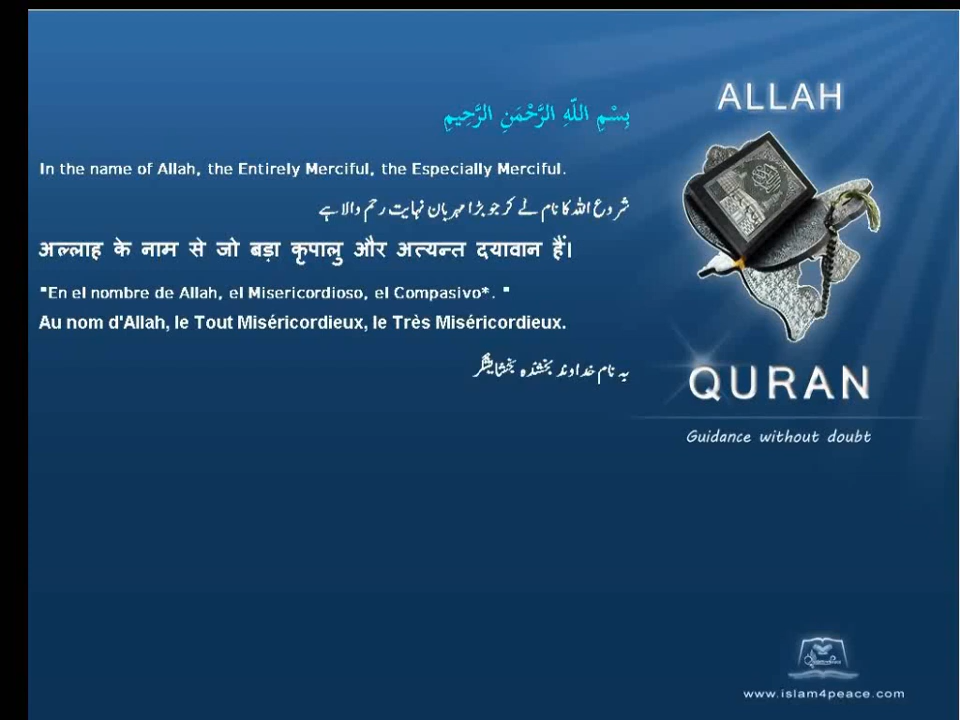 بِسْمِ اللَّهِ الرَّحْمَنِ الرَّحِيمِ
In the name of Allah, the Entirely Merciful, the Especially Merciful.
شروع اللہ کا نام لے کر جو بڑا مہربان نہایت رحم والا ہے
अल्लाह के नाम से जो बड़ा कृपालु और अत्यन्त दयावान हैं।
"En el nombre de Allah, el Misericordioso, el Compasivo*. "
Au nom d'Allah, le Tout Miséricordieux, le Très Miséricordieux.
به نام خداوند بخشنده بخشایشگر
ALLAH
QURAN
Guidance without doubt
www.islam4peace.com